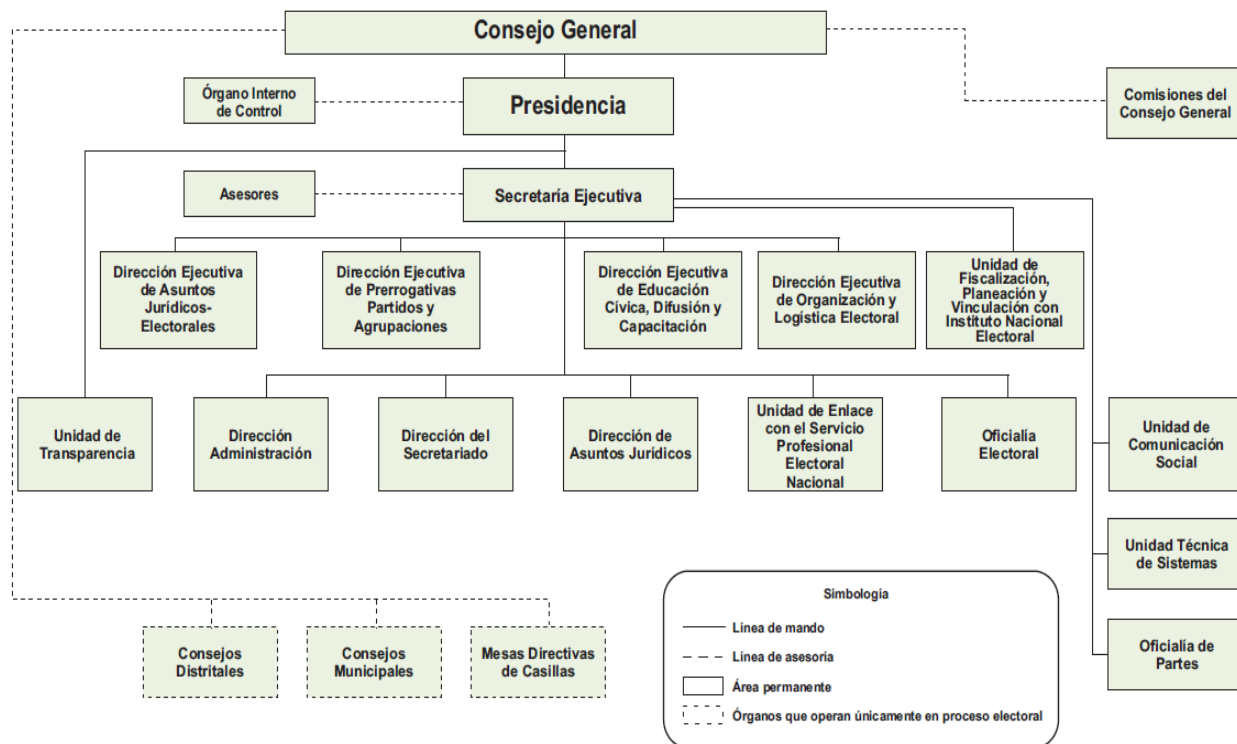 Consejo General
Órgano Interno
de Control
Presidencia
Comisiones del
Consejo General
Asesores
Secretaría Ejecutiva
Dirección Ejecutiva
de Asuntos
Jurídicos-
Electorales
Dirección Ejecutiva
de Prerrogativas
Partidos y
Agrupaciones
Dirección Ejecutiva
de Educación
Cívica, Difusión y
Capacitación
Dirección Ejecutiva
de Organización y
Logística Electoral
Unidad de
Fiscalización,
Planeación y
Vinculación con
Instituto Nacional
Electoral
Unidad de
Transparencia
Dirección
Administración
Dirección del
Secretariado
Dirección de
Asuntos Jurídicos
Unidad de Enlace
con el Servicio
Profesional
Electoral
Nacional
Oficialía
Electoral
Unidad de
Comunicación
Social
Unidad Técnica
de Sistemas
Oficialía de
Partes
Consejos
Distritales
Consejos
Municipales
Mesas Directivas
de Casillas
Simbología
Línea de mando
Línea de asesoría
Área permanente
Órganos que operan únicamente en proceso electoral